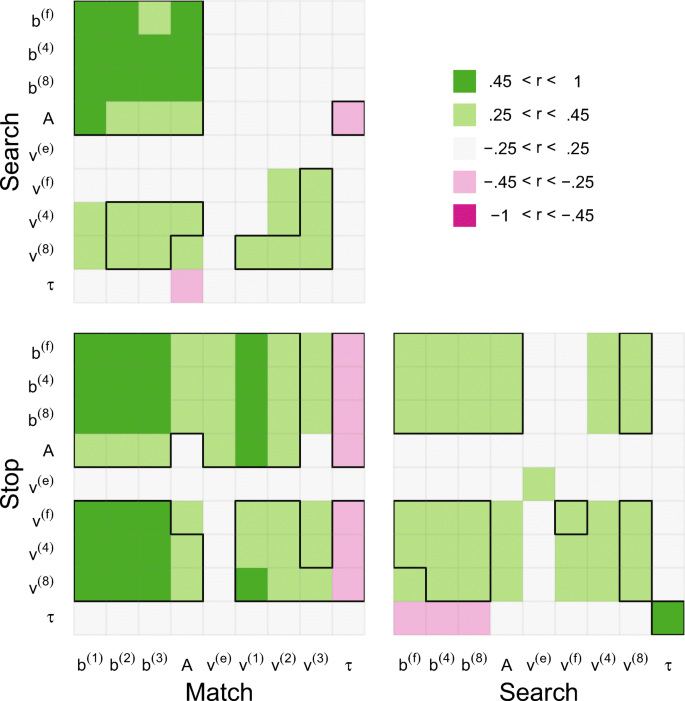 b(f)
b(4)
b(8)
A
v(e)
v(f)
v(4)
v(8)
τ
Search
.45 < r < 1
.25 < r < .45
−.25 < r < .25
−.45 < r < −.25
−1 < r < −.45
b(f)
b(4)
b(8)
A
v(e)
v(f)
v(4)
v(8)
τ
Stop
b(1) b(2) b(3) A v(e) v(1) v(2) v(3) τ
Match
b(f) b(4) b(8) A v(e) v(f) v(4) v(8) τ
Search